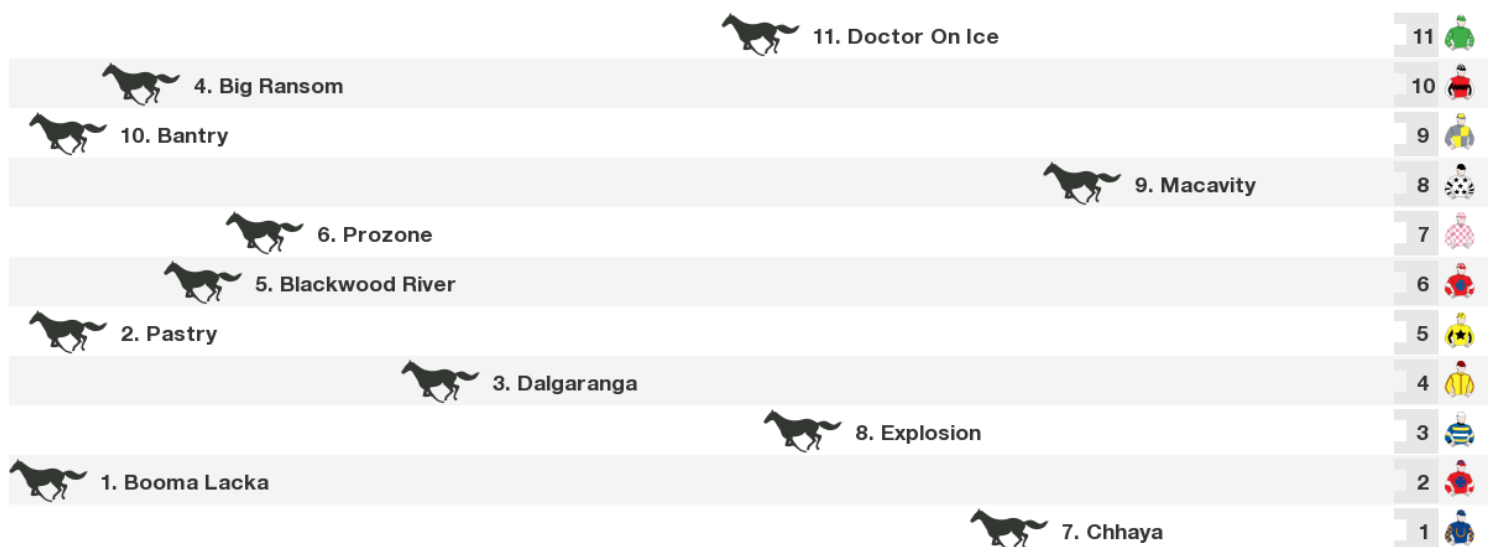 11. Doctor On Ice 11
4. Big Ransom 10
10. Bantry 9
9. Macavity 8
6. Prozone 7
5. Blackwood River 6
2. Pastry 5
3. Dalgaranga 4
8. Explosion 3
1. Booma Lacka 2
7. Chhaya 1